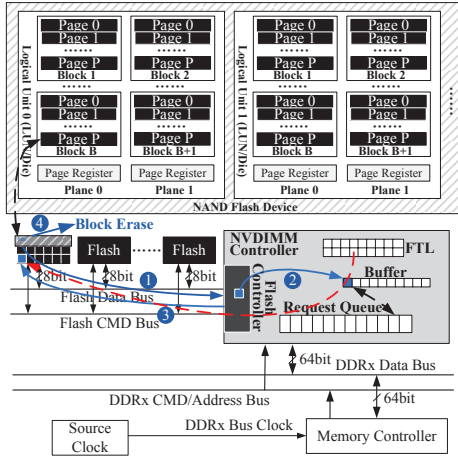 Logical Unit 0 (LUN/Die)
Page 0
Page 1
······
Page P
Block 1
Page 0
Page 1
······
Page P
Block 2
······
······
Page 0
Page 1
······
Page P
Block B
Page 0
Page 1
······
Page P
Block B+1
Page Register
Page Register
Plane 0
Plane 1
Logical Unit 1 (LUN/Die)
Page 0
Page 1
······
Page P
Block 1
Page 0
Page 1
······
Page P
Block 2
······
······
Page 0
Page 1
······
Page P
Block B
Page 0
Page 1
······
Page P
Block B+1
Page Register
Page Register
Plane 0
Plane 1
······
NAND Flash Device
4
Block Erase
Flash
······
Flash
8bit
8bit
8bit
1
Flash Data Bus
3
Flash CMD Bus
NVDIMM
Controller
FTL
2
Buffer
Flash
Controller
Request Queue
64bit
DDRx Data Bus
DDRx CMD/Address Bus
64bit
Source
Clock
DDRx Bus Clock
Memory Controller